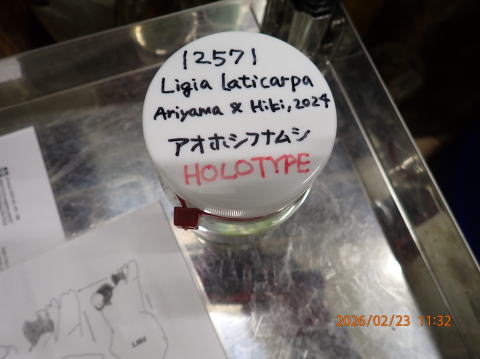 12571
Ligia laticarpa
Ariyama & Hiki, 2024
アオホシフナムシ
HOLOTYPE
2026/02/23 11:32